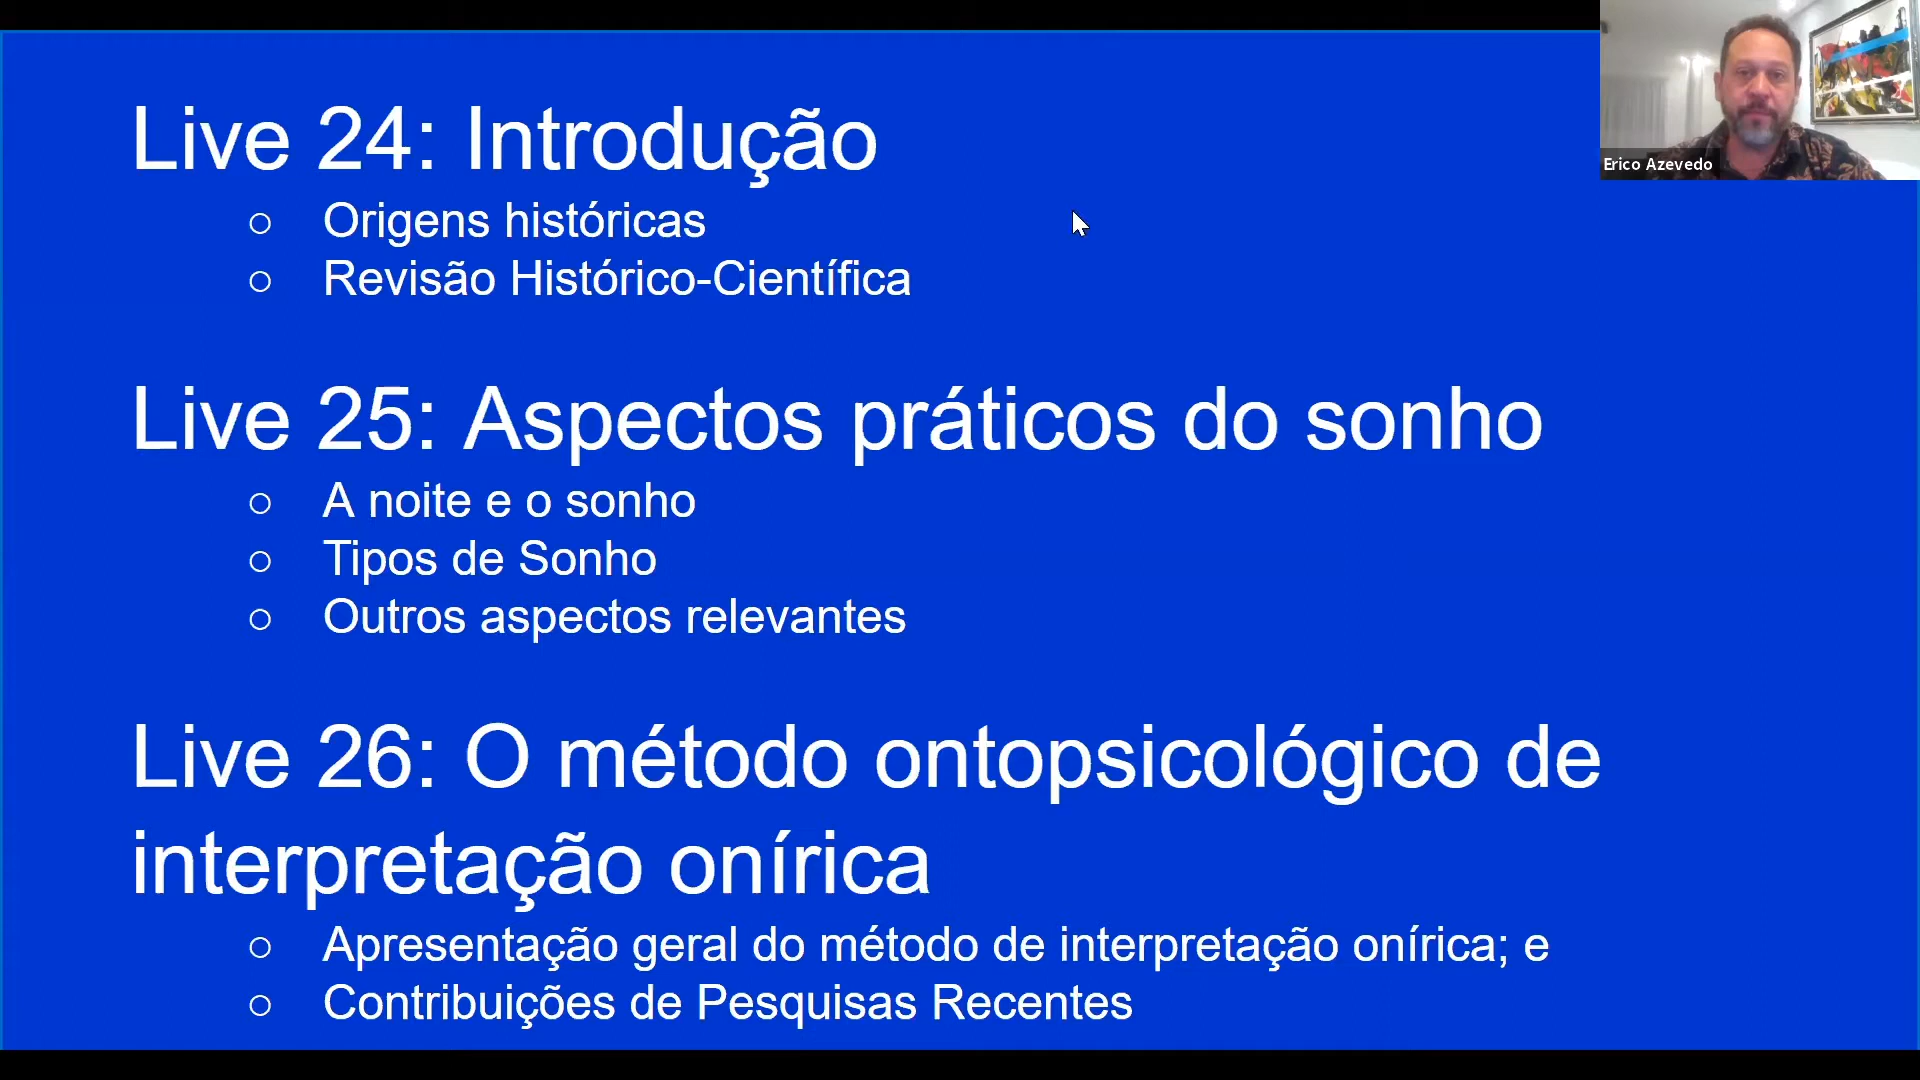 Live 24: Introdução
○ Origens históricas
○ Revisão Histórico-Científica
Live 25: Aspectos práticos do sonho
○ A noite e o sonho
○ Tipos de Sonho
○ Outros aspectos relevantes
Live 26: O método ontopsicológico de
interpretação onírica
○ Apresentação geral do método de interpretação onírica; e
○ Contribuições de Pesquisas Recentes
Erico Azevedo